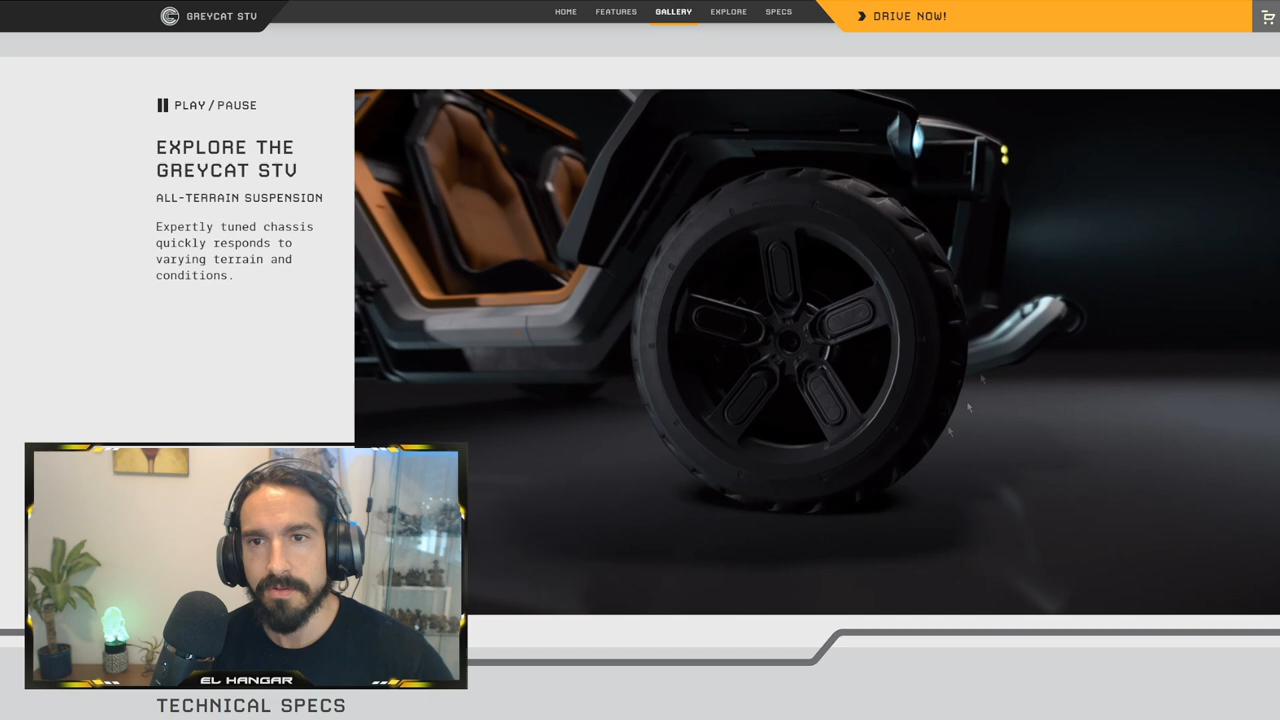 GREYCAT STV
HOME
FEATURES
GALLERY
EXPLORE
SPECS
DRIVE NOW!
PLAY/PAUSE
EXPLORE THE
GREYCAT STV
ALL-TERRAIN SUSPENSION
Expertly tuned chassis
quickly responds to
varying terrain and
conditions.
EL HANGAR
TECHNICAL SPECS